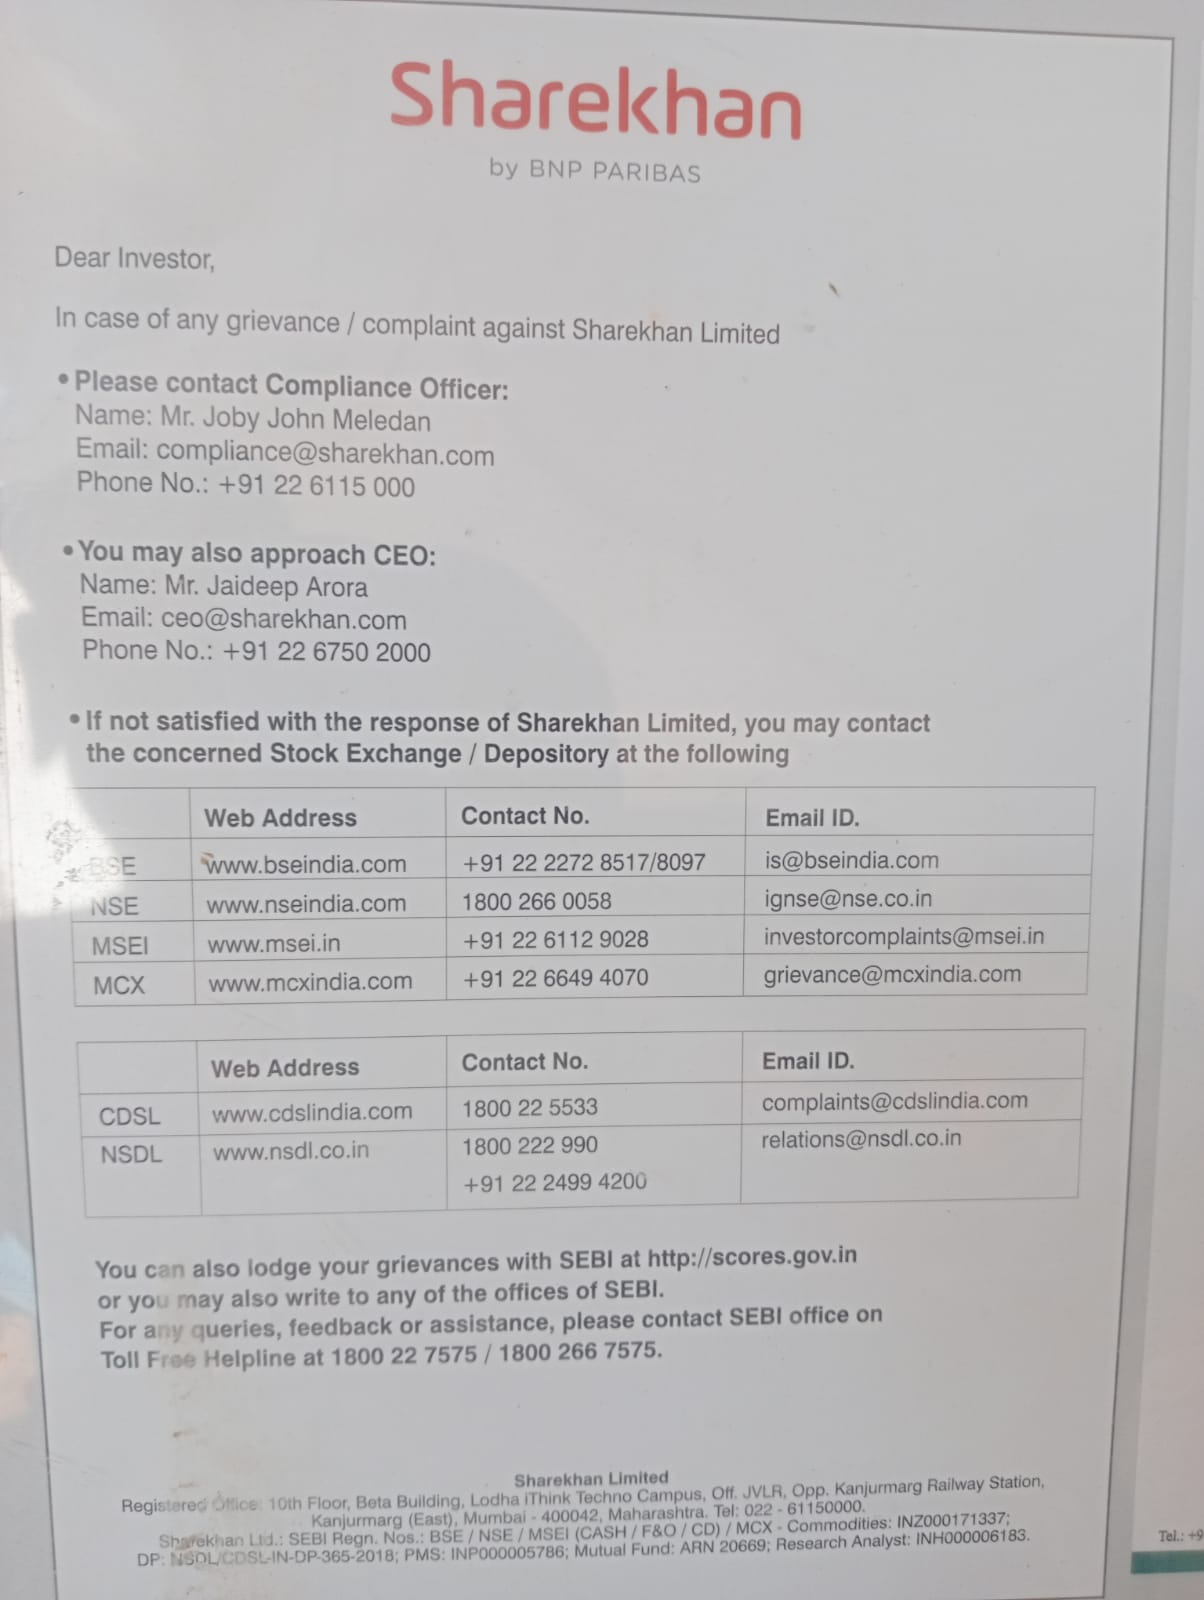 Sharekhan
by BNP PARIBAS
Dear Investor,
In case of any grievance / complaint against Sharekhan Limited
• Please contact Compliance Officer:
Name: Mr. Joby John Meledan
Email: compliance@sharekhan.com
Phone No.: +91 22 6115 000
• You may also approach CEO:
Name: Mr. Jaideep Arora
Email: ceo@sharekhan.com
Phone No.: +91 22 6750 2000
• If not satisfied with the response of Sharekhan Limited, you may contact
the concerned Stock Exchange / Depository at the following
Web Address Contact No. Email ID.
BSE www.bseindia.com +91 22 2272 8517/8097 is@bseindia.com
NSE www.nseindia.com 1800 266 0058 ignse@nse.co.in
MSEI www.msei.in +91 22 6112 9028 investorcomplaints@msei.in
MCX www.mcxindia.com +91 22 6649 4070 grievance@mcxindia.com
Web Address Contact No. Email ID.
CDSL www.cdslindia.com 1800 22 5533 complaints@cdslindia.com
NSDL www.nsdl.co.in 1800 222 990 relations@nsdl.co.in
+91 22 2499 4200
You can also lodge your grievances with SEBI at http://scores.gov.in
or you may also write to any of the offices of SEBI.
For any queries, feedback or assistance, please contact SEBI office on
Toll Free Helpline at 1800 22 7575 / 1800 266 7575.
Sharekhan Limited
Registered Office: 10th Floor, Beta Building, Lodha iThink Techno Campus, Off. JVLR, Opp. Kanjurmarg Railway Station,
Kanjurmarg (East), Mumbai - 400042, Maharashtra. Tel: 022 - 61150000.
Sharekhan Ltd.: SEBI Regn. Nos.: BSE / NSE / MSEI (CASH / F&O / CD) / MCX - Commodities: INZ000171337;
DP: NSDL/CDSL-IN-DP-365-2018; PMS: INP000005786; Mutual Fund: ARN 20669; Research Analyst: INH000006183.
Tel.: +9